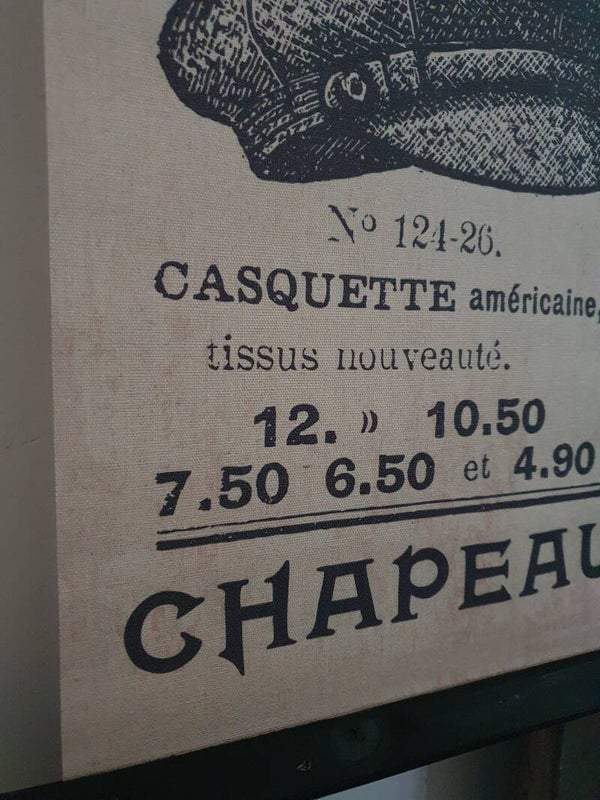 Nº 124-26.
CASQUETTE américaine,
tissus nouveauté.
12. » 10.50
7.50 6.50 et 4.90
CHAPEAU